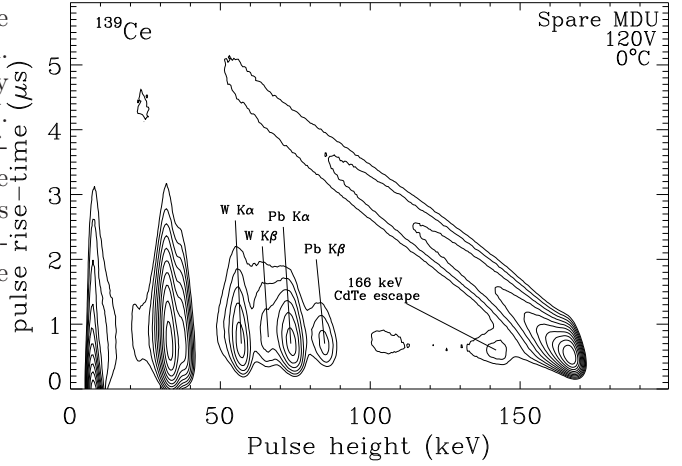 139Ce
Spare MDU
120V
0°C
W Kα
Pb Kα
W Kβ
Pb Kβ
166 keV
CdTe escape
pulse rise-time (μs)
5
4
3
2
1
0
0 50 100 150
Pulse height (keV)